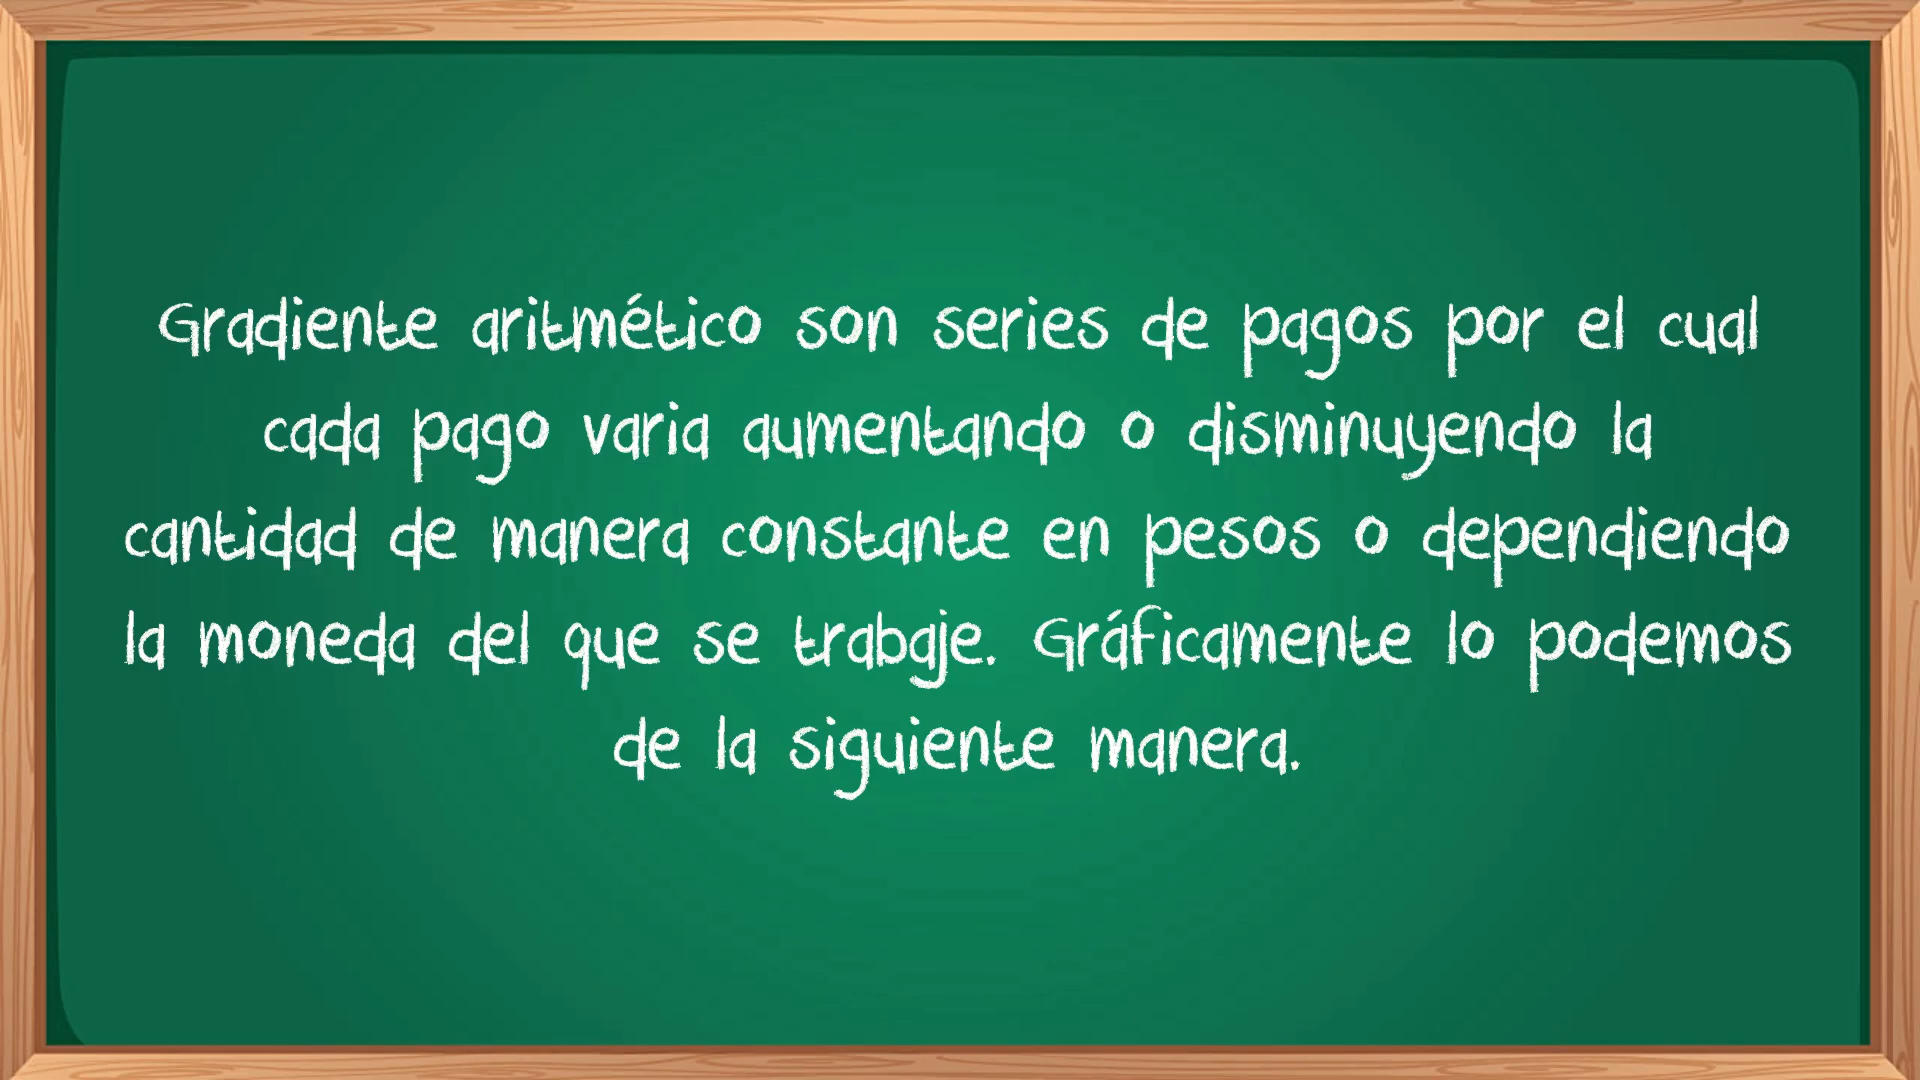 Gradiente aritmético son series de pagos por el cual
cada pago varia aumentando o disminuyendo la
cantidad de manera constante en pesos o dependiendo
la moneda del que se trabaje. Gráficamente lo podemos
de la siguiente manera.